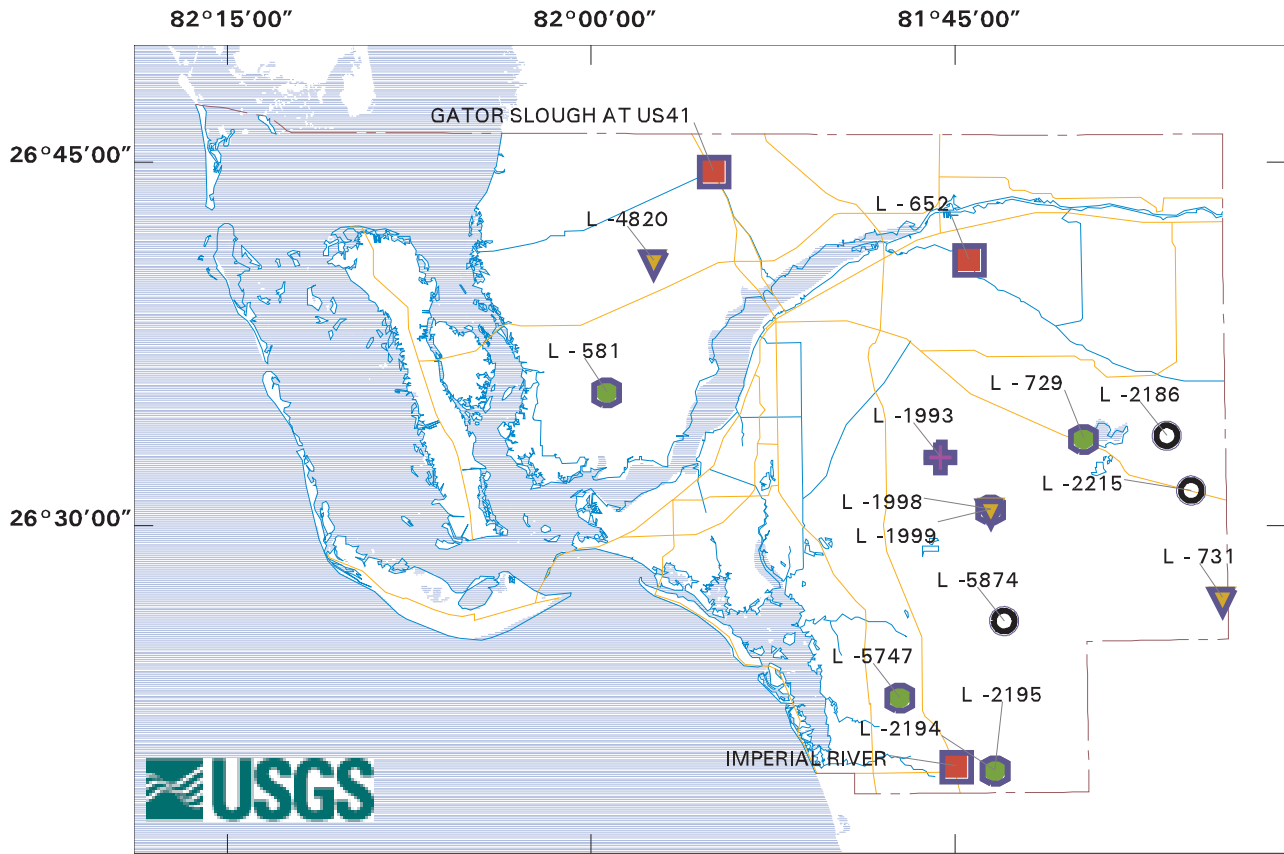 82°15'00" 82°00'00" 81°45'00"
GATOR SLOUGH AT US41
26°45'00"
L -652
L -4820
L -581
L -729
L -2186
L -1993
L -2215
L -1998
26°30'00"
L -1999
L -731
L -5874
L -5747
L -2195
L -2194
IMPERIAL RIVER
USGS